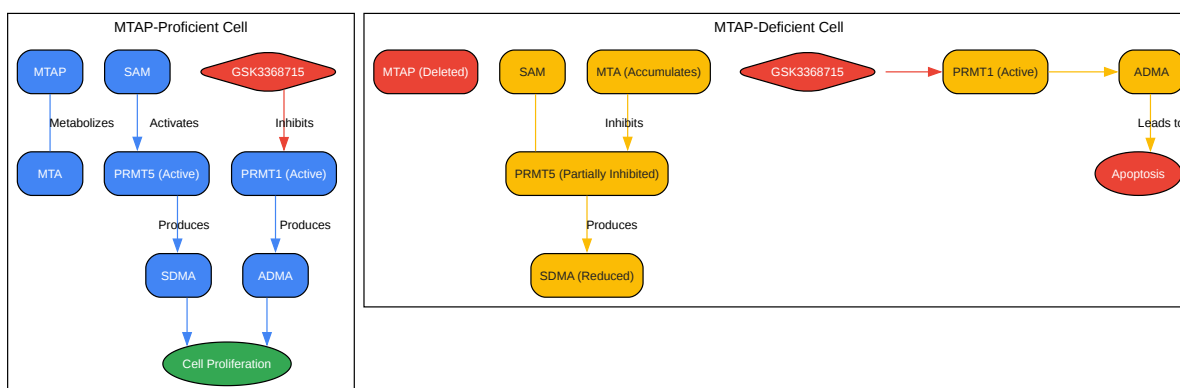 MTAP-Proficient Cell
MTAP
SAM
GSK3368715
Metabolizes
Activates
Inhibits
MTA
PRMT5 (Active)
PRMT1 (Active)
Produces
Produces
SDMA
ADMA
Cell Proliferation
MTAP-Deficient Cell
MTAP (Deleted)
SAM
MTA (Accumulates)
GSK3368715
PRMT1 (Active)
ADMA
Inhibits
Leads to
PRMT5 (Partially Inhibited)
Apoptosis
Produces
SDMA (Reduced)